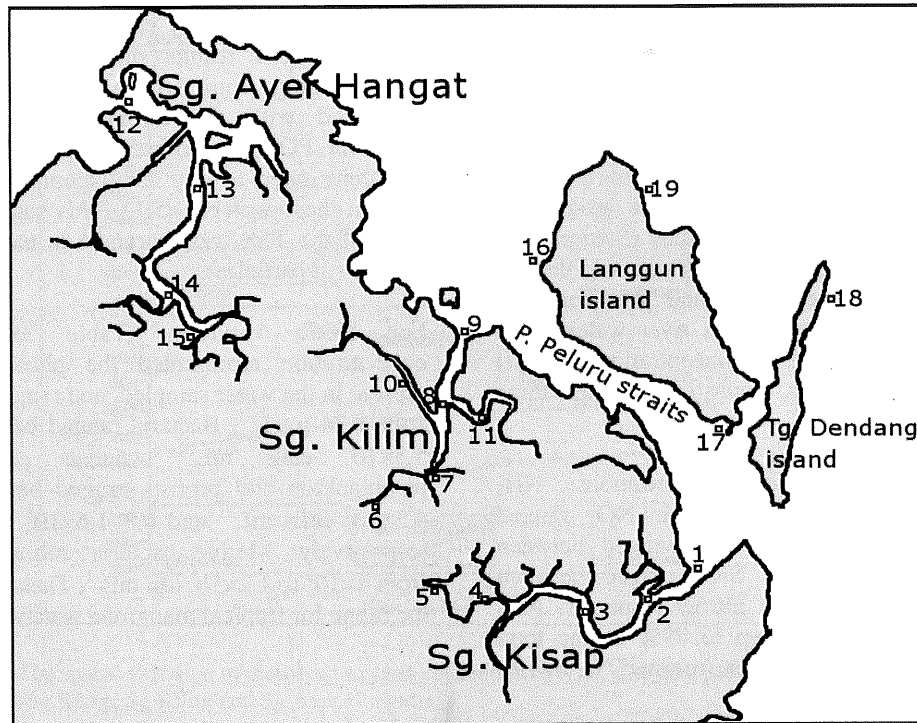 Sg. Ayer Hangat
12
13
19
16
Langgun
island
14
18
15
9
P. Peluru straits
10
8
11
Sg. Kilim
17
Tg. Dendang
island
7
6
1
5
4
3
2
Sg. Kisap